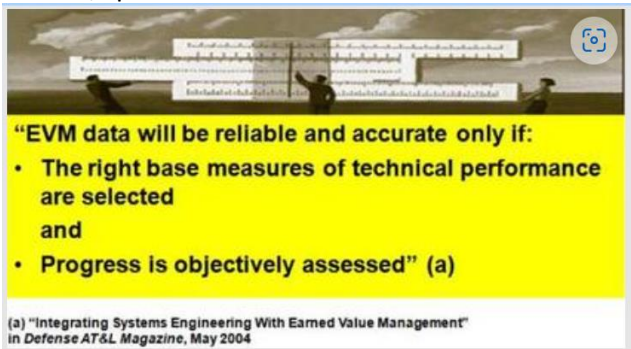 “EVM data will be reliable and accurate only if:
• The right base measures of technical performance
are selected
and
• Progress is objectively assessed” (a)
(a) “Integrating Systems Engineering With Earned Value Management”
in Defense AT&L Magazine, May 2004